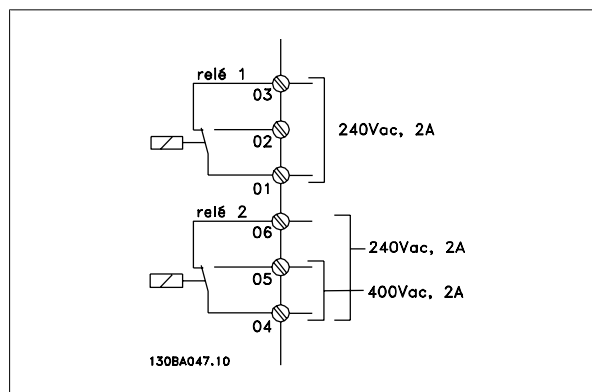 relé 1
03
02
01
240Vac, 2A
relé 2
06
05
04
240Vac, 2A
400Vac, 2A
130BA047.10